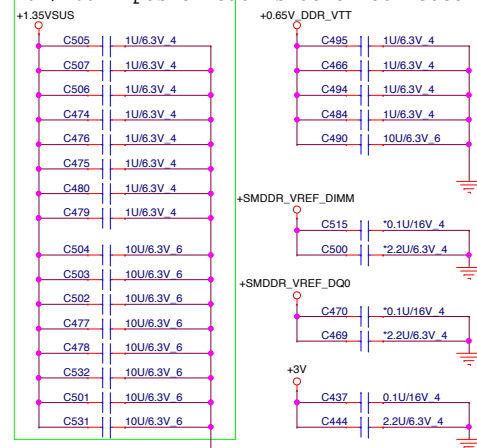 +1.35VSUS
C505 1U/6.3V_4
C507 1U/6.3V_4
C506 1U/6.3V_4
C474 1U/6.3V_4
C476 1U/6.3V_4
C475 1U/6.3V_4
C480 1U/6.3V_4
C479 1U/6.3V_4
C504 10U/6.3V_6
C503 10U/6.3V_6
C502 10U/6.3V_6
C477 10U/6.3V_6
C478 10U/6.3V_6
C532 10U/6.3V_6
C501 10U/6.3V_6
C531 10U/6.3V_6
+0.65V_DDR_VTT
C495 1U/6.3V_4
C466 1U/6.3V_4
C494 1U/6.3V_4
C484 1U/6.3V_4
C490 10U/6.3V_6
+SMDDR_VREF_DIMM
C515 *0.1U/16V_4
C500 *2.2U/6.3V_4
+SMDDR_VREF_DQ0
C470 *0.1U/16V_4
C469 *2.2U/6.3V_4
+3V
C437 0.1U/16V_4
C444 2.2U/6.3V_4